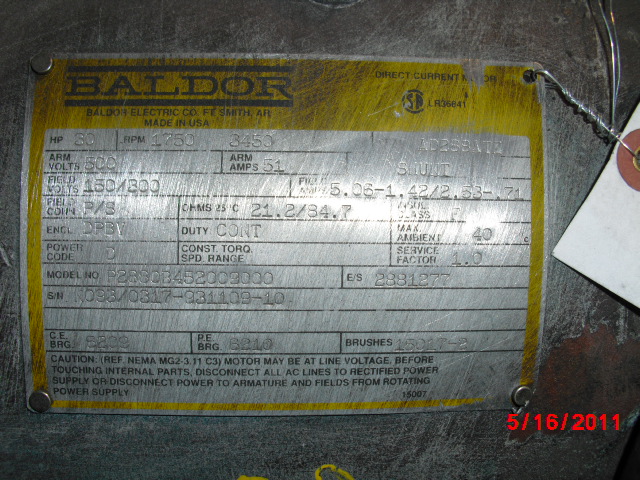 BALDOR
DIRECT CURRENT MOTOR
BALDOR ELECTRIC CO. FT. SMITH, AR
MADE IN USA
LR36841
HP 30 RPM 1750 3450
ARM VOLTS 500 ARM AMPS 51 SHUNT
FIELD VOLTS 150/300 FIELD AMPS 5.06-1.42/2.53-.71
FIELD CONN P/S OHMS 25°C 21.2/84.7 CLASS F
ENCL DPBV DUTY CONT MAX. AMBIENT 40 C
POWER CODE CONST. TORQ. SPD. RANGE SERVICE FACTOR 1.0
MODEL NO. E/S 2881277
S/N
C.E. BRG. P.E. BRG. 6210 BRUSHES
CAUTION: (REF. NEMA MG2-3.11 C3) MOTOR MAY BE AT LINE VOLTAGE, BEFORE
TOUCHING INTERNAL PARTS, DISCONNECT ALL AC LINES TO RECTIFIED POWER
SUPPLY OR DISCONNECT POWER TO ARMATURE AND FIELDS FROM ROTATING
POWER SUPPLY 15007
5/16/2011